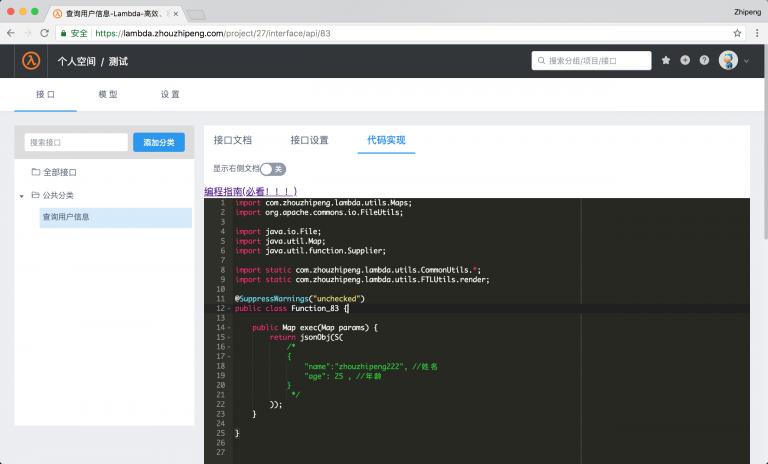 查询用户信息-Lambda-高效、
Zhipeng
安全 https://lambda.zhouzhipeng.com/project/27/interface/api/83
个人空间 / 测试
搜索分组/项目/接口
接口 模型 设置
搜索接口 添加分类
全部接口
公共分类
查询用户信息
接口文档 接口设置 代码实现
显示右侧文档 关
编程指南(必看！！！)
1 import com.zhouzhipeng.lambda.utils.Maps;
2 import org.apache.commons.io.FileUtils;
3
4 import java.io.File;
5 import java.util.Map;
6 import java.util.function.Supplier;
7
8 import static com.zhouzhipeng.lambda.utils.CommonUtils.*;
9 import static com.zhouzhipeng.lambda.utils.FTLUtils.render;
10
11 @SuppressWarnings("unchecked")
12 public class Function_83 {
13
14 public Map exec(Map params) {
15 return jsonObj(S(
16 /*
17 {
18 "name":"zhouzhipeng222", //姓名
19 "age": 25 , //年龄
20 }
21 */
22 ));
23 }
24
25 }
26
27